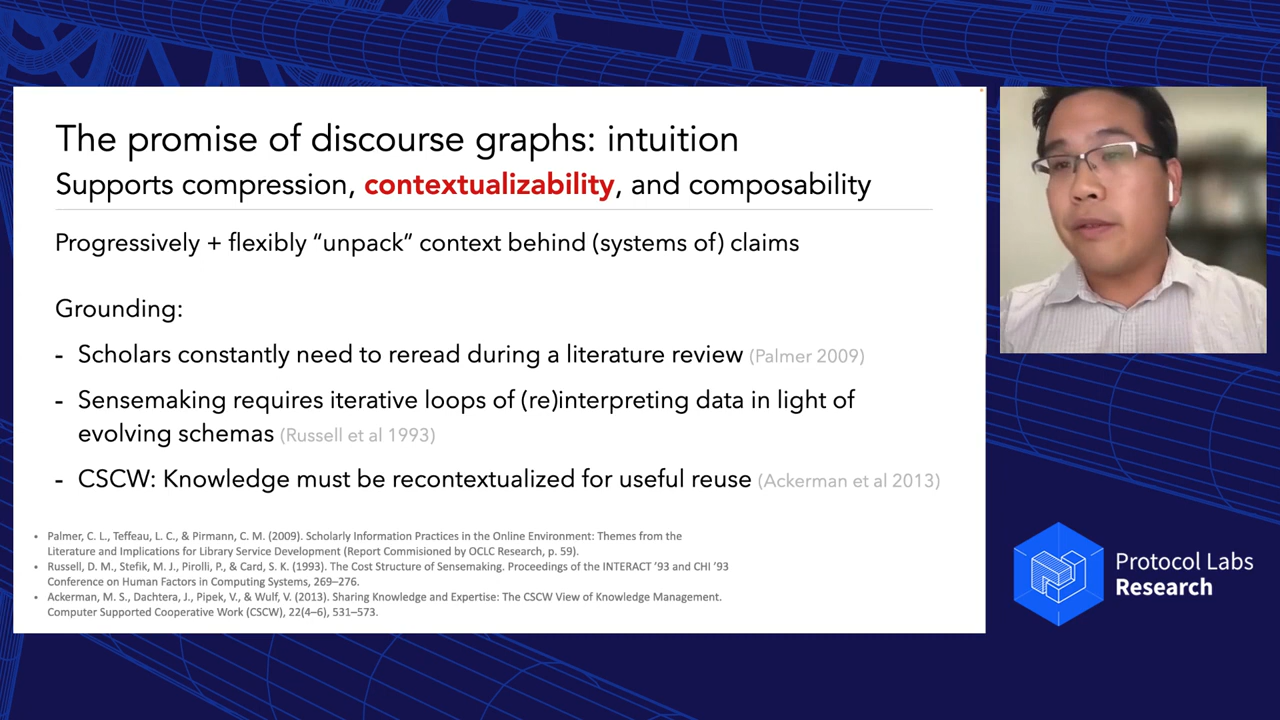 The promise of discourse graphs: intuition
Supports compression, contextualizability, and composability
Progressively + flexibly “unpack“ context behind (systems of) claims
Grounding:
- Scholars constantly need to reread during a literature review (Palmer 2009)
- Sensemaking requires iterative loops of (re)interpreting data in light of
evolving schemas (Russell et al 1993)
- CSCW: Knowledge must be recontextualized for useful reuse (Ackerman et al 2013)
• Palmer, C. L., Teffeau, L. C., & Pirmann, C. M. (2009). Scholarly Information Practices in the Online Environment: Themes from the
Literature and Implications for Library Service Development (Report Commisioned by OCLC Research, p. 59).
• Russell, D. M., Stefik, M. J., Pirolli, P., & Card, S. K. (1993). The Cost Structure of Sensemaking. Proceedings of the INTERACT ’93 and CHI ’93
Conference on Human Factors in Computing Systems, 269–276.
• Ackerman, M. S., Dachtera, J., Pipek, V., & Wulf, V. (2013). Sharing Knowledge and Expertise: The CSCW View of Knowledge Management.
Computer Supported Cooperative Work (CSCW), 22(4–6), 531–573.
Protocol Labs
Research